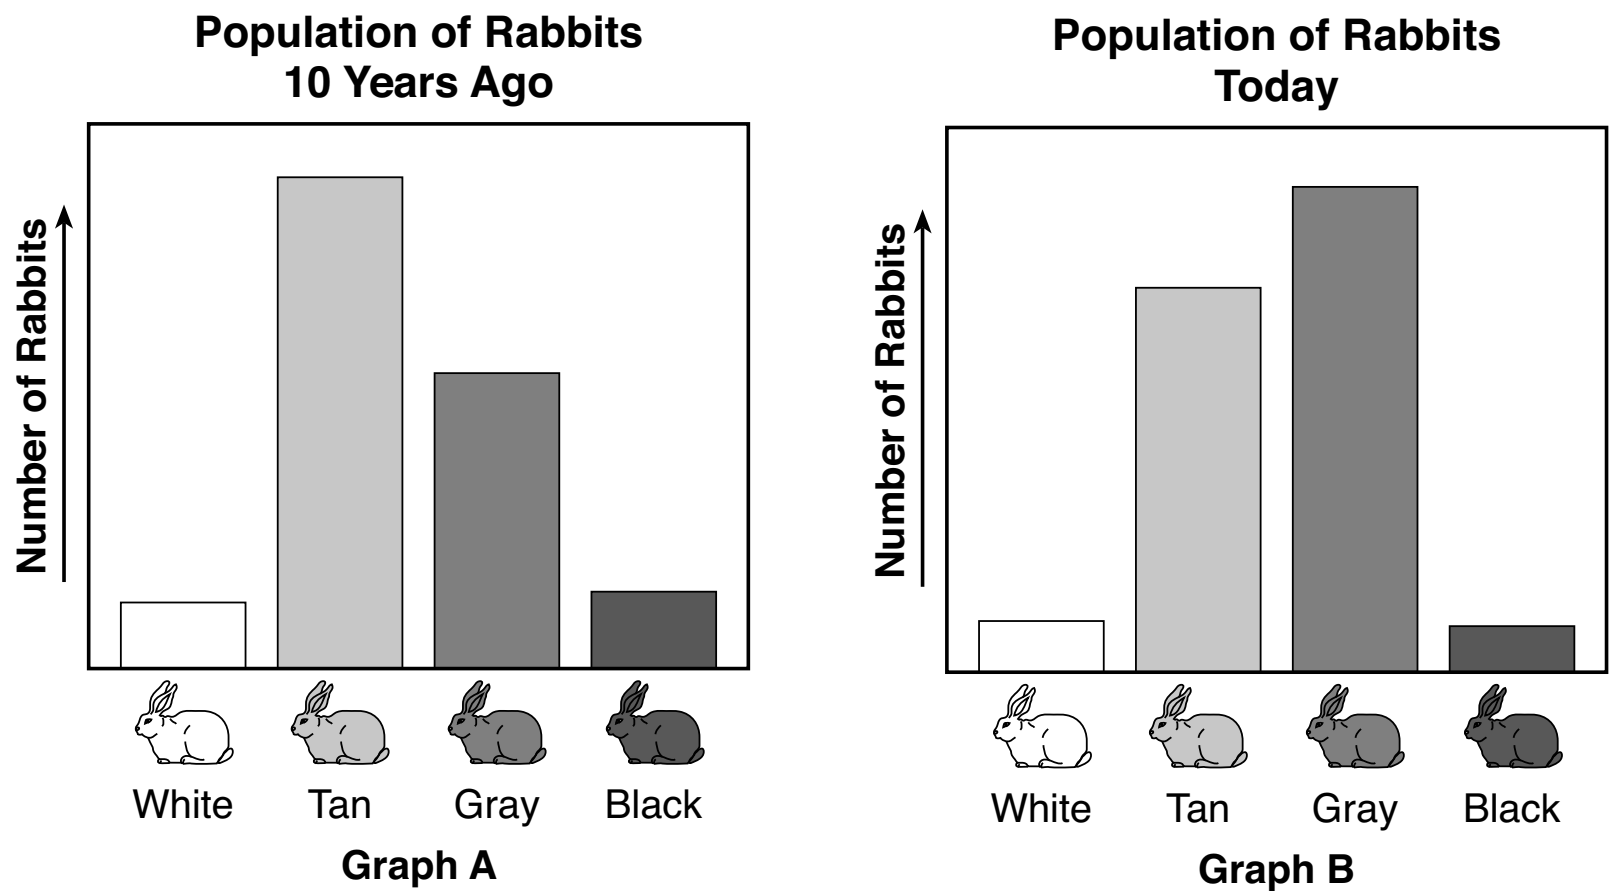 Population of Rabbits
10 Years Ago
Number of Rabbits
White
Tan
Gray
Black
Graph A
Population of Rabbits
Today
Number of Rabbits
White
Tan
Gray
Black
Graph B